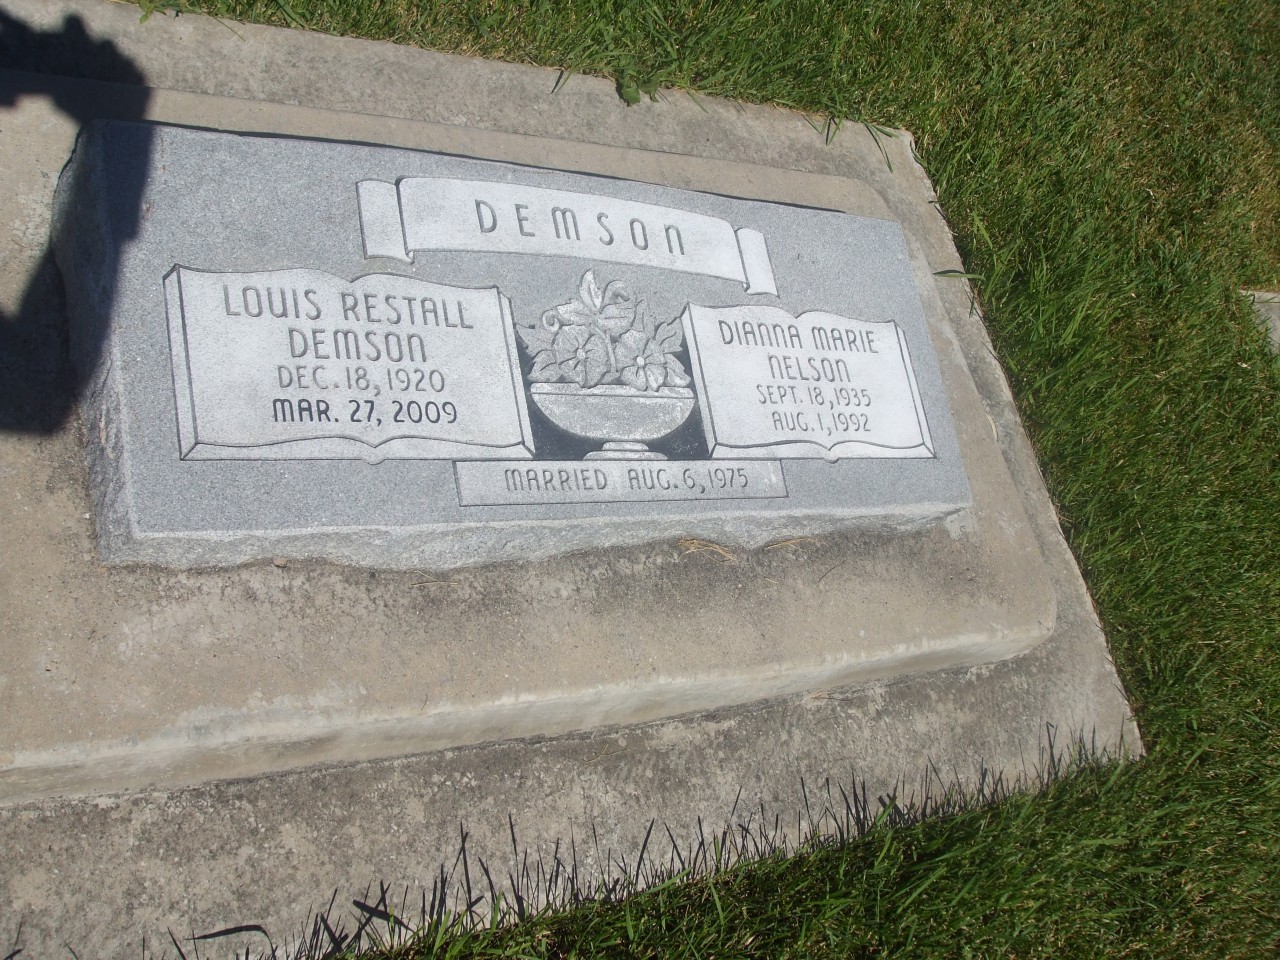 DEMSON
LOUIS RESTALL
DEMSON
DEC. 18, 1920
MAR. 27, 2009
DIANNA MARIE
NELSON
SEPT. 18, 1935
AUG. 1, 1992
MARRIED AUG. 6, 1975